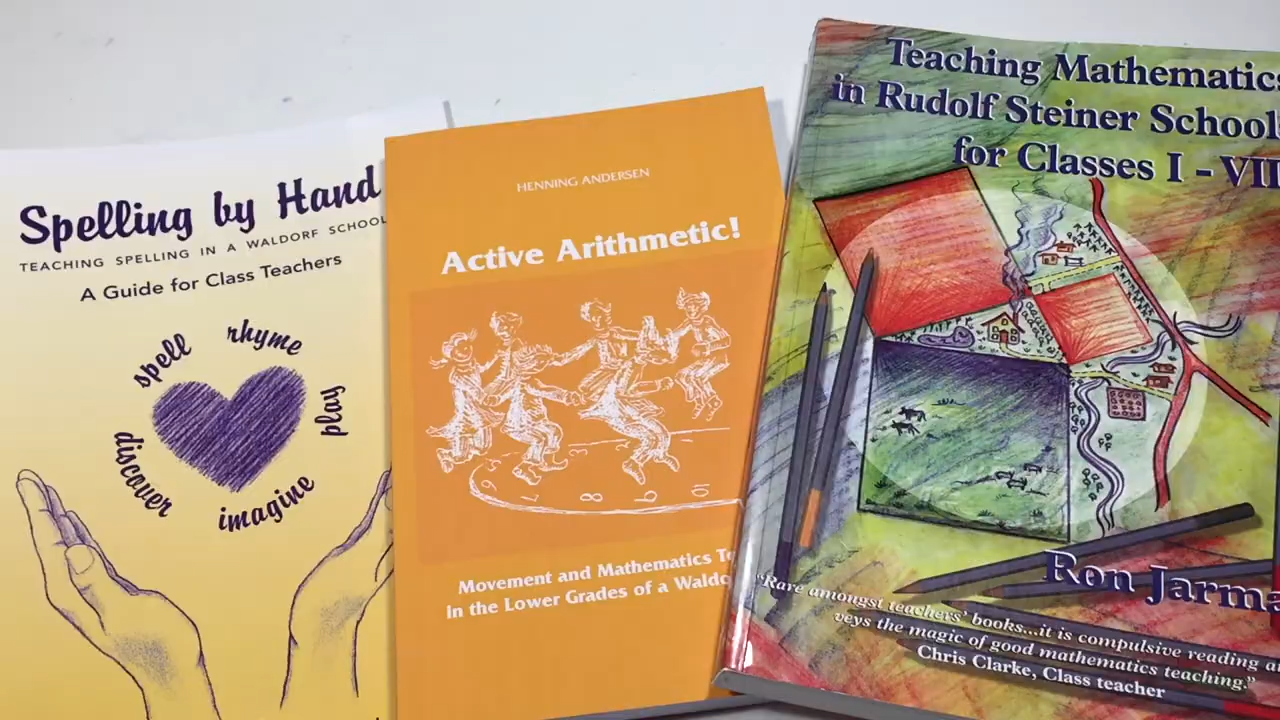 Spelling by Hand
TEACHING SPELLING IN A WALDORF SCHOOL
A Guide for Class Teachers
spell
rhyme
play
imagine
discover
HENNING ANDERSEN
Active Arithmetic!
8
Movement and Mathematics
In the Lower Grades of a
Teaching Mathematics
in Rudolf Steiner School
for Classes I - VII
Ron Jarma
“Rare amongst teachers’ books...it is compulsive reading
veys the magic of good mathematics teaching.”
Chris Clarke, Class teacher